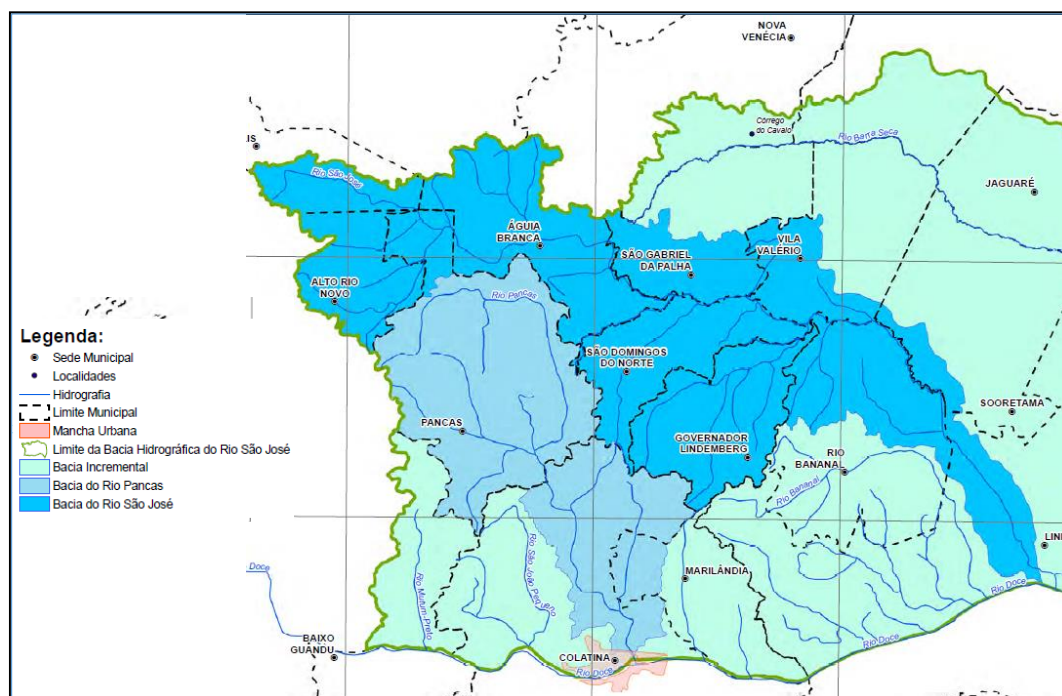 NOVA
VENÉCIA
Córrego
do Cavalo
Rio Barra Seca
IS
JAGUARÉ
Rio São José
ÁGUIA
BRANCA
VILA
VALÉRIO
SÃO GABRIEL
DA PALHA
ALTO RIO
NOVO
Rio Pancas
Legenda:
Sede Municipal
Localidades
Hidrografia
Limite Municipal
Mancha Urbana
Limite da Bacia Hidrográfica do Rio São José
Bacia Incremental
Bacia do Rio Pancas
Bacia do Rio São José
SÃO DOMINGOS
DO NORTE
SOORETAMA
PANCAS
GOVERNADOR
LINDEMBERG
RIO
BANANAL
Rio Bananal
LIN
Doce
Rio Mutum-Preto
Rio São João Pequeno
MARILÂNDIA
Rio Doce
BAIXO
GUANDU
COLATINA
Rio Doce